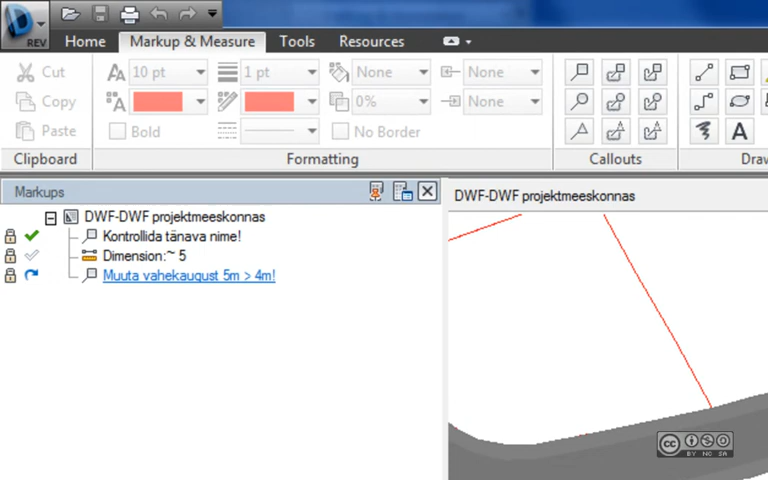 REV
Home Markup & Measure Tools Resources
Cut 10 pt 1 pt None None
Copy 0% None
Paste Bold No Border
Clipboard Formatting Callouts Draw
Markups
DWF-DWF projektmeeskonnas
DWF-DWF projektmeeskonnas
Kontrollida tänava nime!
Dimension:~ 5
Muuta vahekaugust 5m > 4m!
CC BY NC SA